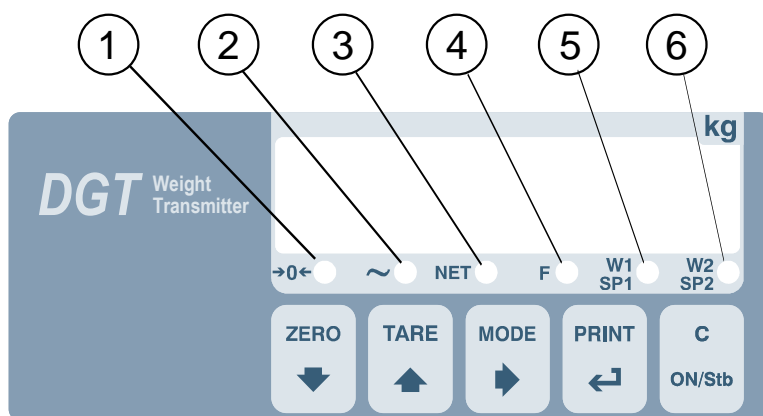 1 2 3 4 5 6
kg
DGT Weight
Transmitter
→0← ~ NET F W1 W2
SP1 SP2
ZERO TARE MODE PRINT C
ON/Stb